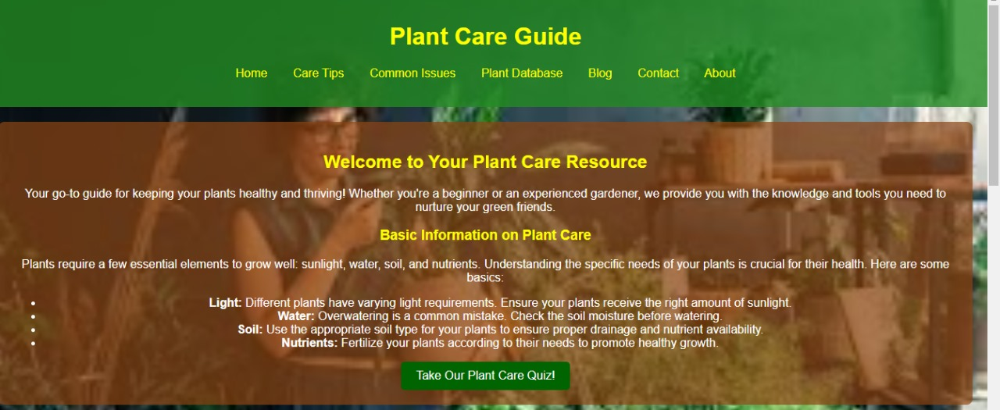 Plant Care Guide
Home Care Tips Common Issues Plant Database Blog Contact About
Welcome to Your Plant Care Resource
Your go-to guide for keeping your plants healthy and thriving! Whether you're a beginner or an experienced gardener, we provide you with the knowledge and tools you need to
nurture your green friends.
Basic Information on Plant Care
Plants require a few essential elements to grow well: sunlight, water, soil, and nutrients. Understanding the specific needs of your plants is crucial for their health. Here are some
basics:
• Light: Different plants have varying light requirements. Ensure your plants receive the right amount of sunlight.
• Water: Overwatering is a common mistake. Check the soil moisture before watering.
• Soil: Use the appropriate soil type for your plants to ensure proper drainage and nutrient availability.
• Nutrients: Fertilize your plants according to their needs to promote healthy growth.
Take Our Plant Care Quiz!